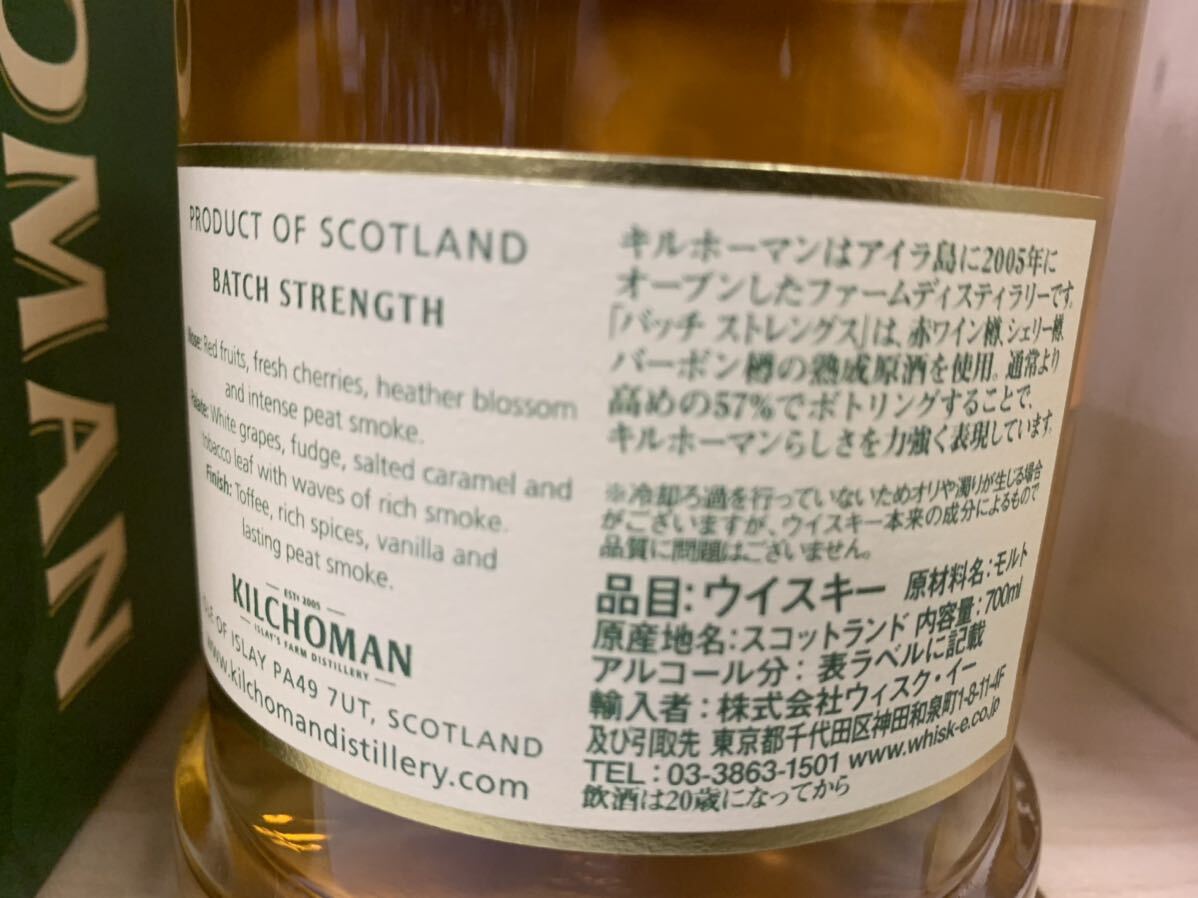 OMAN
PRODUCT OF SCOTLAND
BATCH STRENGTH
Nose: Red fruits, fresh cherries, heather blossom
and intense peat smoke.
Palate: White grapes, fudge, salted caramel and
tobacco leaf with waves of rich smoke.
Finish: Toffee, rich spices, vanilla and
lasting peat smoke.
ESTD 2005
KILCHOMAN
ISLAY'S FARM DISTILLERY
ISLE OF ISLAY PA49 7UT, SCOTLAND
www.kilchomandistillery.com
キルホーマンはアイラ島に2005年に
オープンしたファームディスティラリーです。
「バッチ ストレングス」は、赤ワイン樽、シェリー樽、
バーボン樽の熟成原酒を使用。通常より
高めの57%でボトリングすることで、
キルホーマンらしさを力強く表現しています。
※冷却ろ過を行っていないためオリや濁りが生じる場合
がございますが、ウイスキー本来の成分によるもので
品質に問題はございません。
品目：ウイスキー 原材料名：モルト
原産地名：スコットランド 内容量：700ml
アルコール分：表ラベルに記載
輸入者：株式会社ウィスク・イー
及び引取先 東京都千代田区神田和泉町1-8-11-4F
TEL：03-3863-1501 www.whisk-e.co.jp
飲酒は20歳になってから